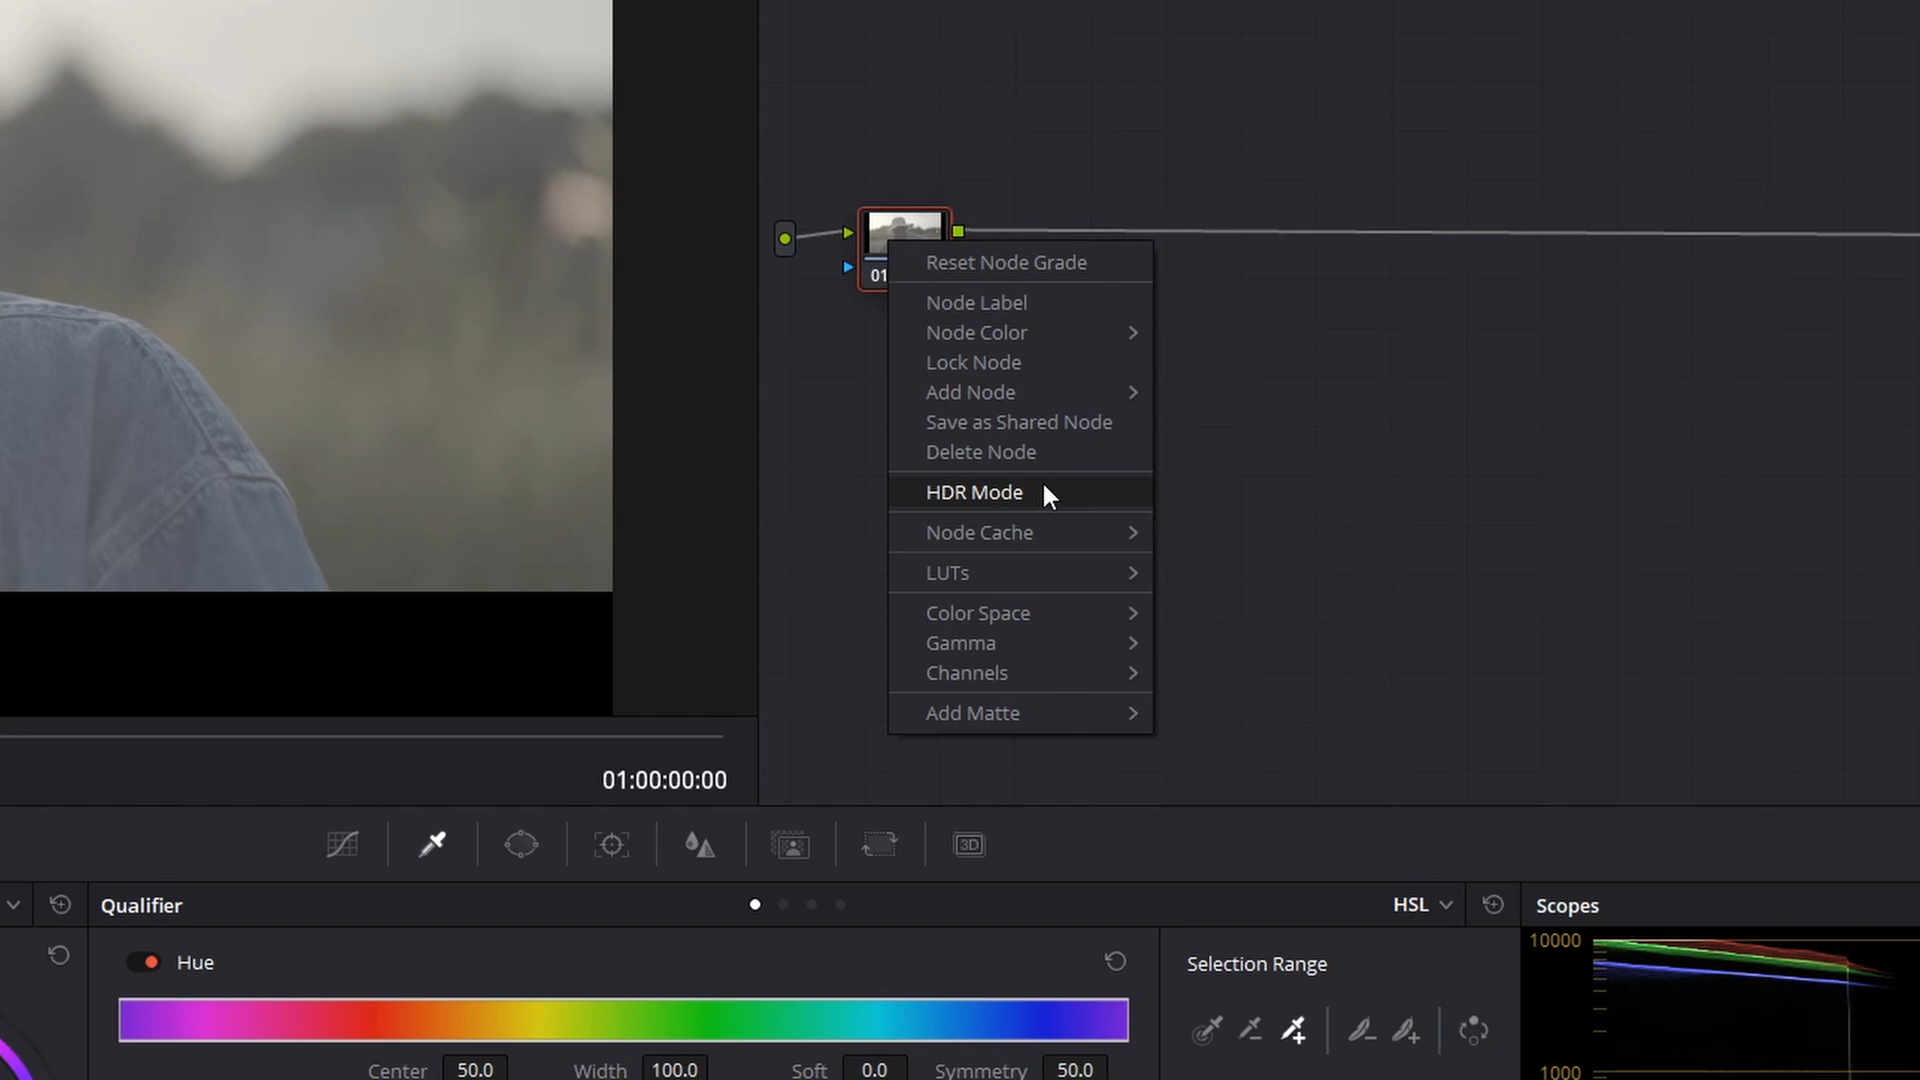 01
Reset Node Grade
Node Label
Node Color
Lock Node
Add Node
Save as Shared Node
Delete Node
HDR Mode
Node Cache
LUTs
Color Space
Gamma
Channels
Add Matte
01:00:00:00
3D
Qualifier
HSL
Scopes
Hue
Selection Range
10000
1000
Center 50.0 Width 100.0 Soft 0.0 Symmetry 50.0